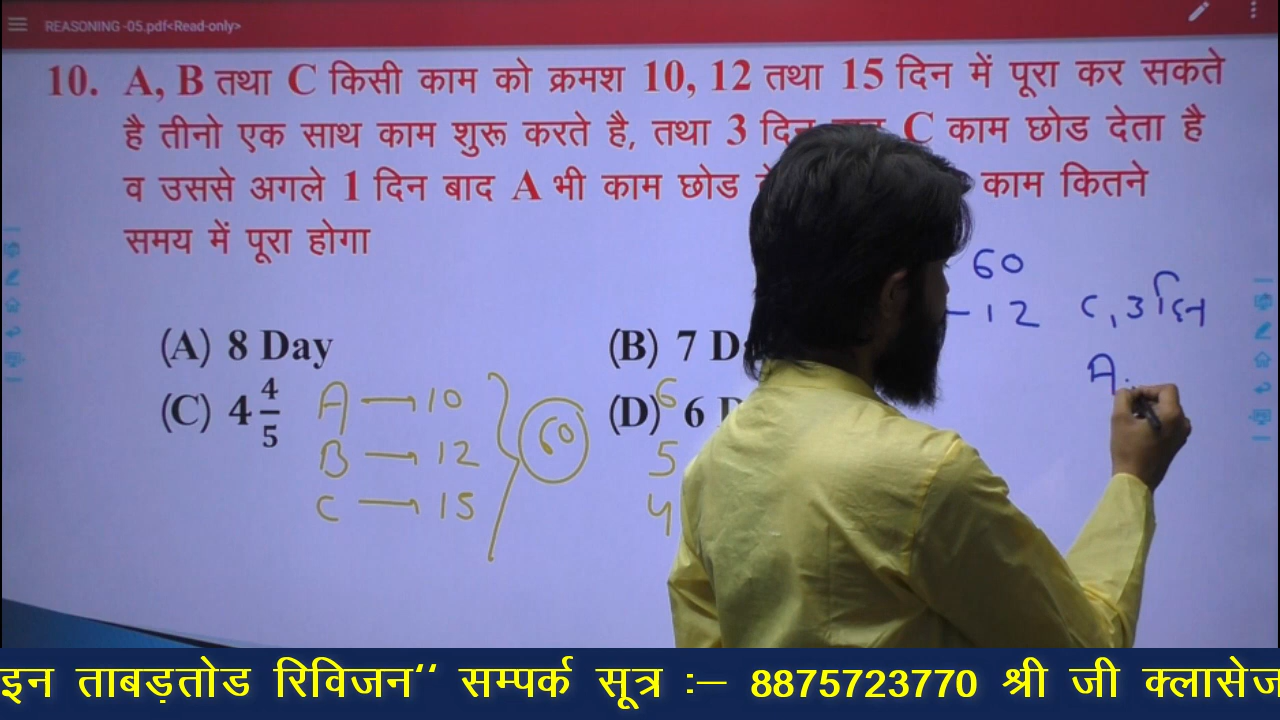 REASONING -05.pdf<Read-only>
10. A, B तथा C किसी काम को क्रमश 10, 12 तथा 15 दिन में पूरा कर सकते
है तीनो एक साथ काम शुरू करते है, तथा 3 दिन C काम छोड देता है
व उससे अगले 1 दिन बाद A भी काम छोड काम कितने
समय में पूरा होगा
60
-12 C, 3 दिन
A
(A) 8 Day (B) 7
(C) 4 4/5 (D) 6
A → 10 6
B → 12 60 5
C → 15 4
इन ताबड़तोड रिविजन‘‘ सम्पर्क सूत्र :— 8875723770 श्री जी क्लासेज